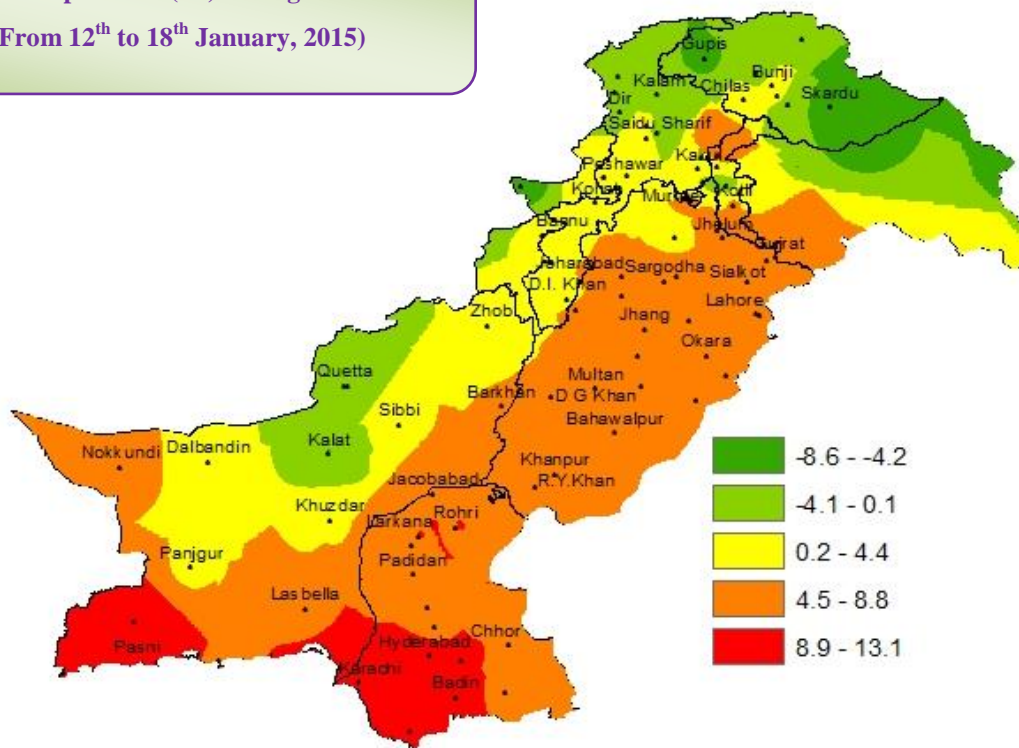 From 12th to 18th January, 2015)
Gupis
Kalam
Chilas
Bunji
Skardu
Dir
Saidu Sharif
Peshawar
Kohat
Kotli
Bannu
Jhelum
Gujrat
Sargodha
Sialkot
D.I. Khan
Zhob
Jhang
Lahore
Okara
Quetta
Multan
D G Khan
Barkhan
Sibbi
Bahawalpur
Nokkundi
Dalbandin
Kalat
Khanpur
R.Y.Khan
Jacobabad
Khuzdar
Larkana
Rohri
Panjgur
Padidan
Lasbella
Pasni
Hyderabad
Chhor
Karachi
Badin
-8.6 - -4.2
-4.1 - 0.1
0.2 - 4.4
4.5 - 8.8
8.9 - 13.1